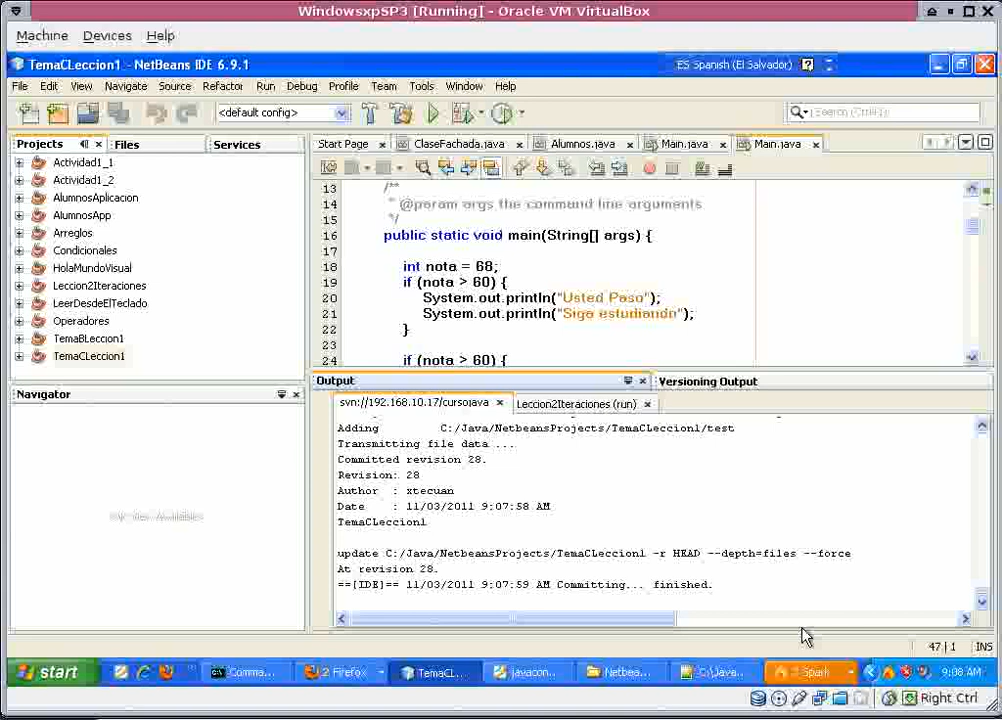 WindowsxpSP3 [Running] - Oracle VM VirtualBox
Machine Devices Help
TemaCLeccion1 - NetBeans IDE 6.9.1
ES Spanish (El Salvador)
File Edit View Navigate Source Refactor Run Debug Profile Team Tools Window Help
<default config>
Search (Ctrl+I)
Projects Files Services
Start Page ClaseFachada.java Alumnos.java Main.java Main.java
Actividad1_1
Actividad1_2
AlumnosAplicacion
AlumnosApp
Arreglos
Condicionales
HolaMundoVisual
Leccion2Iteraciones
LeerDesdeElTeclado
Operadores
TemaBLeccion1
TemaCLeccion1
13 /**
14 * @param args the command line arguments
15 */
16 public static void main(String[] args) {
17
18 int nota = 68;
19 if (nota > 60) {
20 System.out.println("Usted Paso");
21 System.out.println("Siga estudiando");
22 }
23
24 if (nota > 60) {
Navigator
<No View Available>
Output Versioning Output
svn://192.168.10.17/cursojava Leccion2Iteraciones (run)
Adding C:/Java/NetbeansProjects/TemaCLeccion1/test
Transmitting file data ...
Committed revision 28.
Revision: 28
Author : xtecuan
Date : 11/03/2011 9:07:58 AM
TemaCLeccion1
update C:/Java/NetbeansProjects/TemaCLeccion1 -r HEAD --depth=files --force
At revision 28.
==[IDE]== 11/03/2011 9:07:59 AM Committing... finished.
47|1 INS
start Comma... 2 Firefox TemaCL... javacon... Netbea... C:\Java... Spark 9:08 AM
Right Ctrl